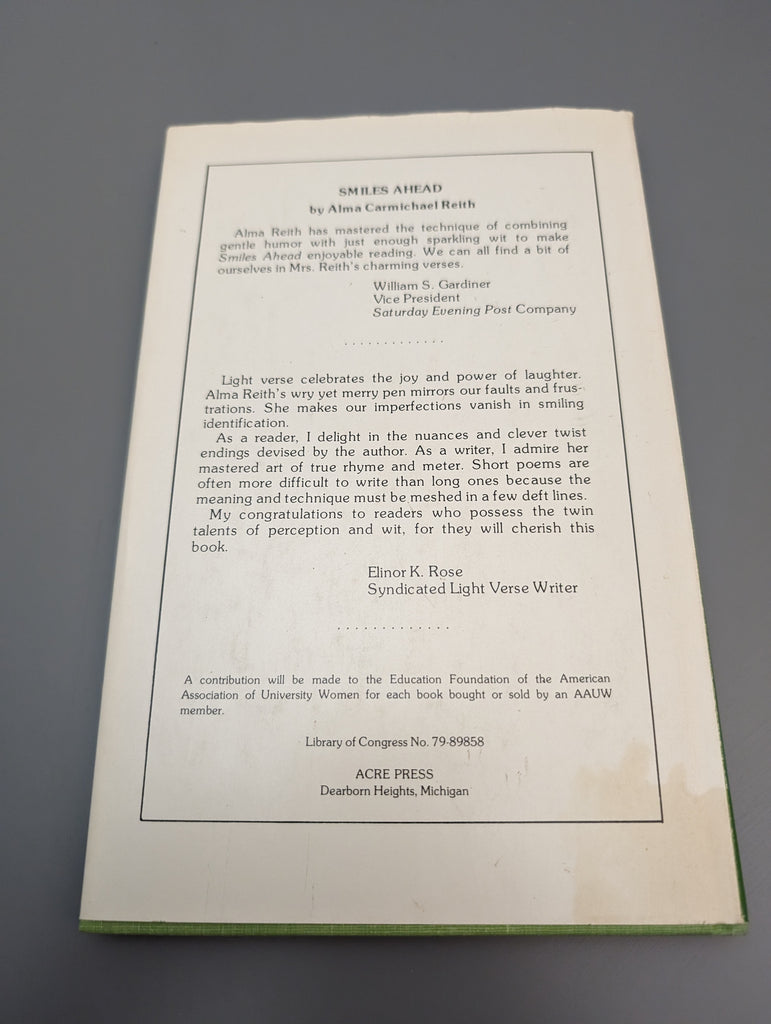 SMILES AHEAD
by Alma Carmichael Reith
Alma Reith has mastered the technique of combining
gentle humor with just enough sparkling wit to make
Smiles Ahead enjoyable reading. We can all find a bit of
ourselves in Mrs. Reith's charming verses.
William S. Gardiner
Vice President
Saturday Evening Post Company
. . . . . . . . . . . . .
Light verse celebrates the joy and power of laughter.
Alma Reith's wry yet merry pen mirrors our faults and frus-
trations. She makes our imperfections vanish in smiling
identification.
As a reader, I delight in the nuances and clever twist
endings devised by the author. As a writer, I admire her
mastered art of true rhyme and meter. Short poems are
often more difficult to write than long ones because the
meaning and technique must be meshed in a few deft lines.
My congratulations to readers who possess the twin
talents of perception and wit, for they will cherish this
book.
Elinor K. Rose
Syndicated Light Verse Writer
. . . . . . . . . . . . .
A contribution will be made to the Education Foundation of the American
Association of University Women for each book bought or sold by an AAUW
member.
Library of Congress No. 79-89858
ACRE PRESS
Dearborn Heights, Michigan